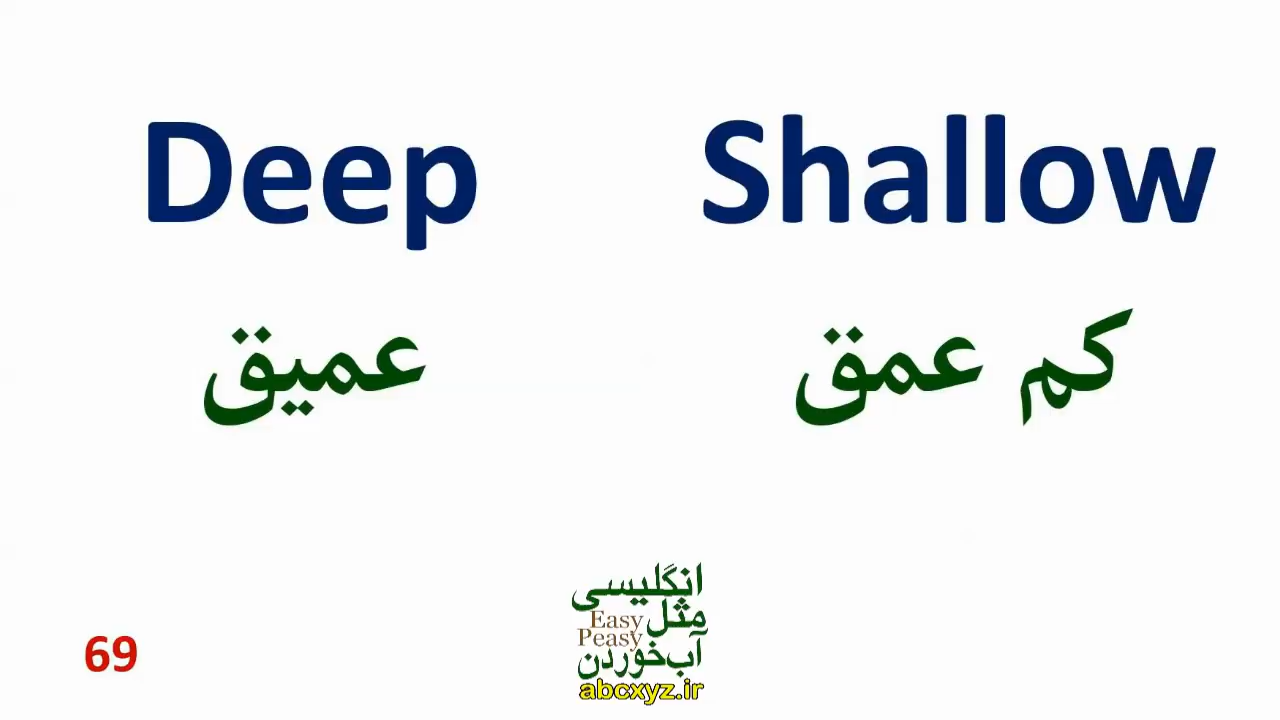 Deep Shallow
عمیق کم عمق
69
انگلیسی
مثل Easy
Peasy
آب خوردن
abcxyz.ir